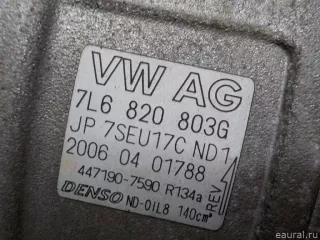 VW AG
7L6 820 803G
JP 7SEU17C ND1
2006 04 01788
447190-7590 R134a
DENSO ND-OIL8 140cm³
REV
eaural.ru